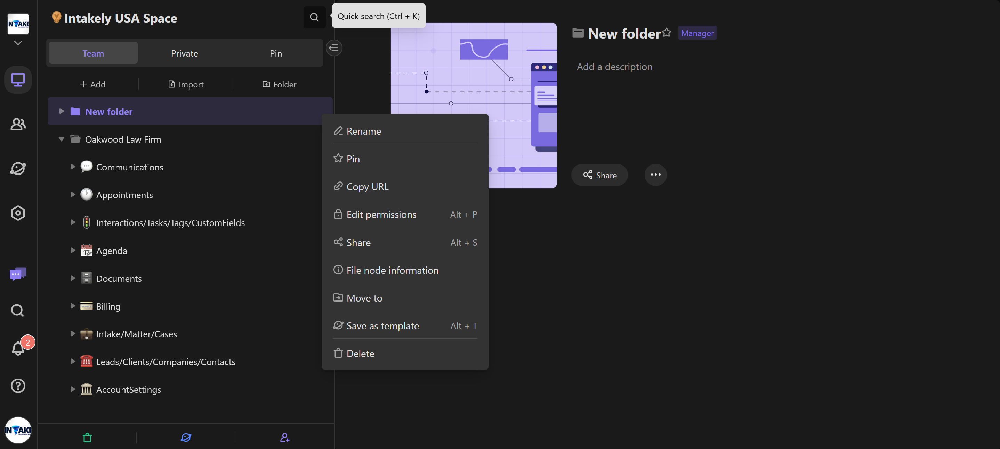 INTAKE
Intakely USA Space
Quick search (Ctrl + K)
Team
Private
Pin
Add
Import
Folder
New folder
Oakwood Law Firm
Communications
Appointments
Interactions/Tasks/Tags/CustomFields
JUL
17
Agenda
Documents
Billing
Intake/Matter/Cases
Leads/Clients/Companies/Contacts
AccountSettings
2
INTAKE
Rename
Pin
Copy URL
Edit permissions Alt + P
Share Alt + S
File node information
Move to
Save as template Alt + T
Delete
New folder
Manager
Add a description
Share